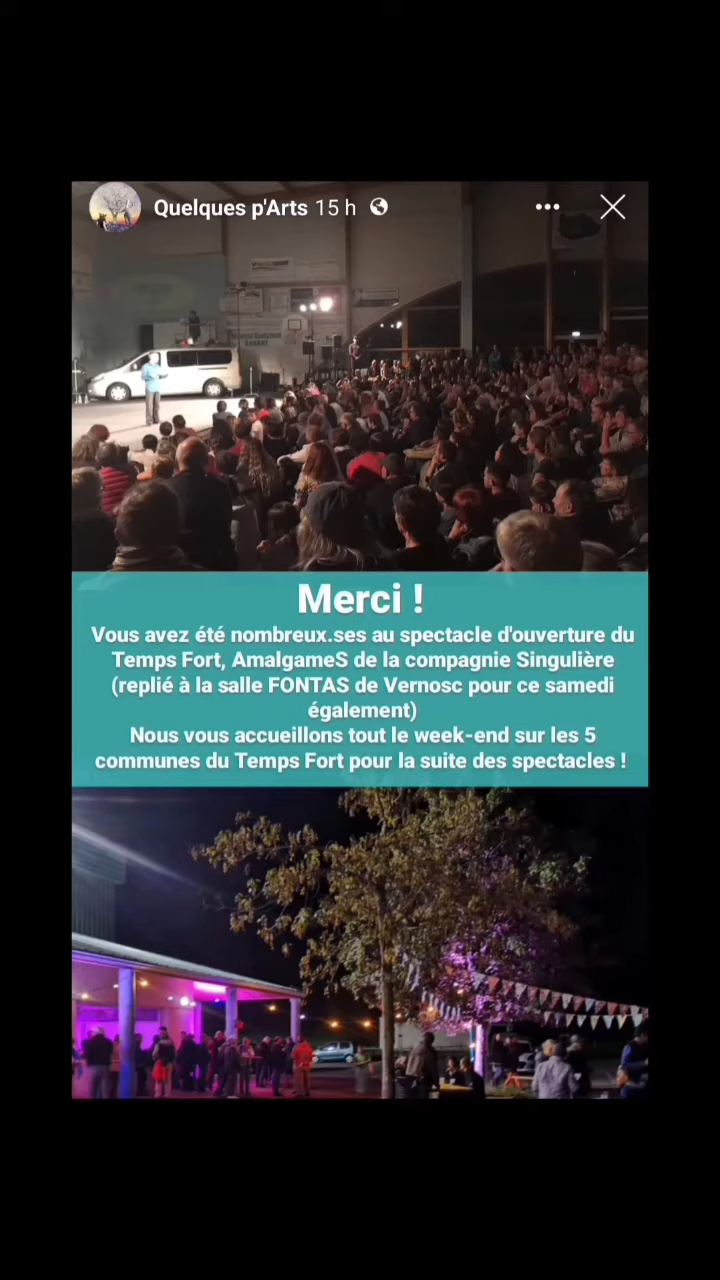 Quelques p'Arts 15 h
Merci !
Vous avez été nombreux.ses au spectacle d'ouverture du
Temps Fort, AmalgameS de la compagnie Singulière
(replié à la salle FONTAS de Vernosc pour ce samedi
également)
Nous vous accueillons tout le week-end sur les 5
communes du Temps Fort pour la suite des spectacles !